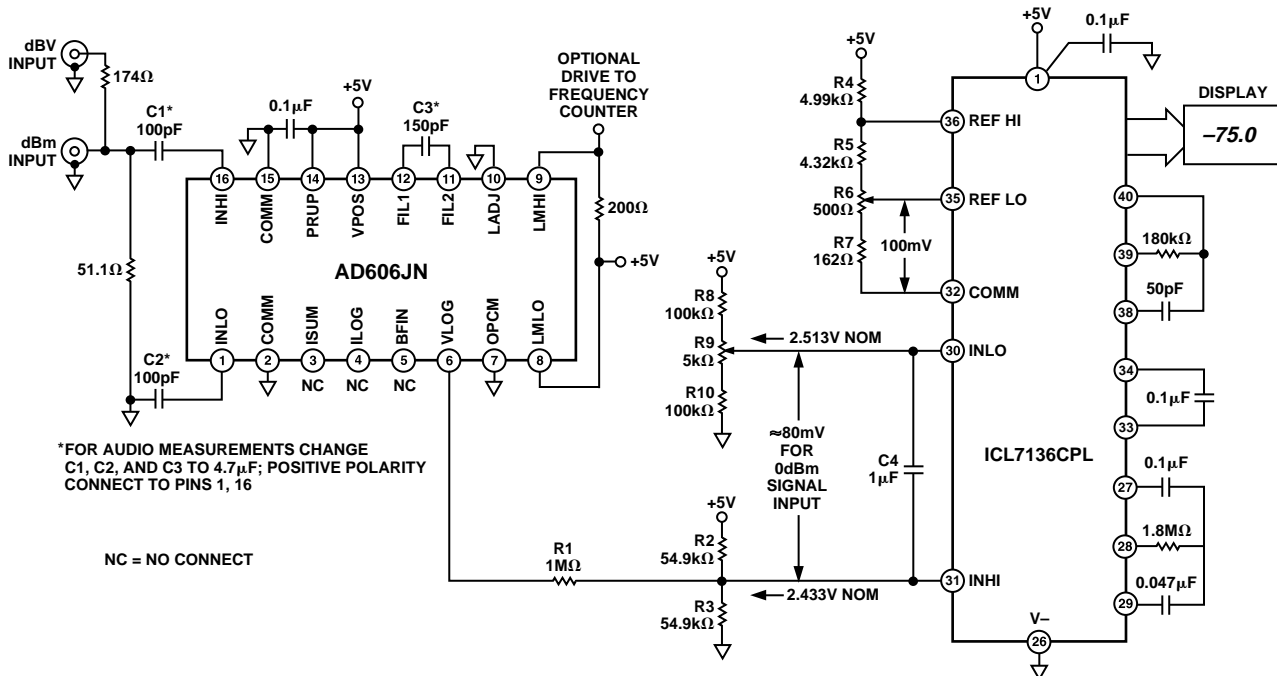 dBV
INPUT
174Ω
dBm
INPUT
C1*
100pF
51.1Ω
C2*
100pF
0.1μF
+5V
C3*
150pF
OPTIONAL
DRIVE TO
FREQUENCY
COUNTER
16 15 14 13 12 11 10 9
INHI COMM PRUP VPOS FIL1 FIL2 LADJ LMHI
AD606JN
INLO COMM ISUM ILOG BFIN VLOG OPCM LMLO
1 2 3 4 5 6 7 8
NC NC NC
200Ω
+5V
*FOR AUDIO MEASUREMENTS CHANGE
C1, C2, AND C3 TO 4.7μF; POSITIVE POLARITY
CONNECT TO PINS 1, 16
NC = NO CONNECT
R1
1MΩ
+5V
R2
54.9kΩ
R3
54.9kΩ
+5V
R8
100kΩ
R9
5kΩ
R10
100kΩ
2.513V NOM
≈80mV
FOR
0dBm
SIGNAL
INPUT
2.433V NOM
C4
1μF
+5V
R4
4.99kΩ
R5
4.32kΩ
R6
500Ω
R7
162Ω
100mV
+5V
0.1μF
1
36 REF HI
35 REF LO
32 COMM
30 INLO
31 INHI
ICL7136CPL
V–
26
DISPLAY
–75.0
40
39
180kΩ
38
50pF
34
0.1μF
33
27
0.1μF
28
1.8MΩ
29
0.047μF